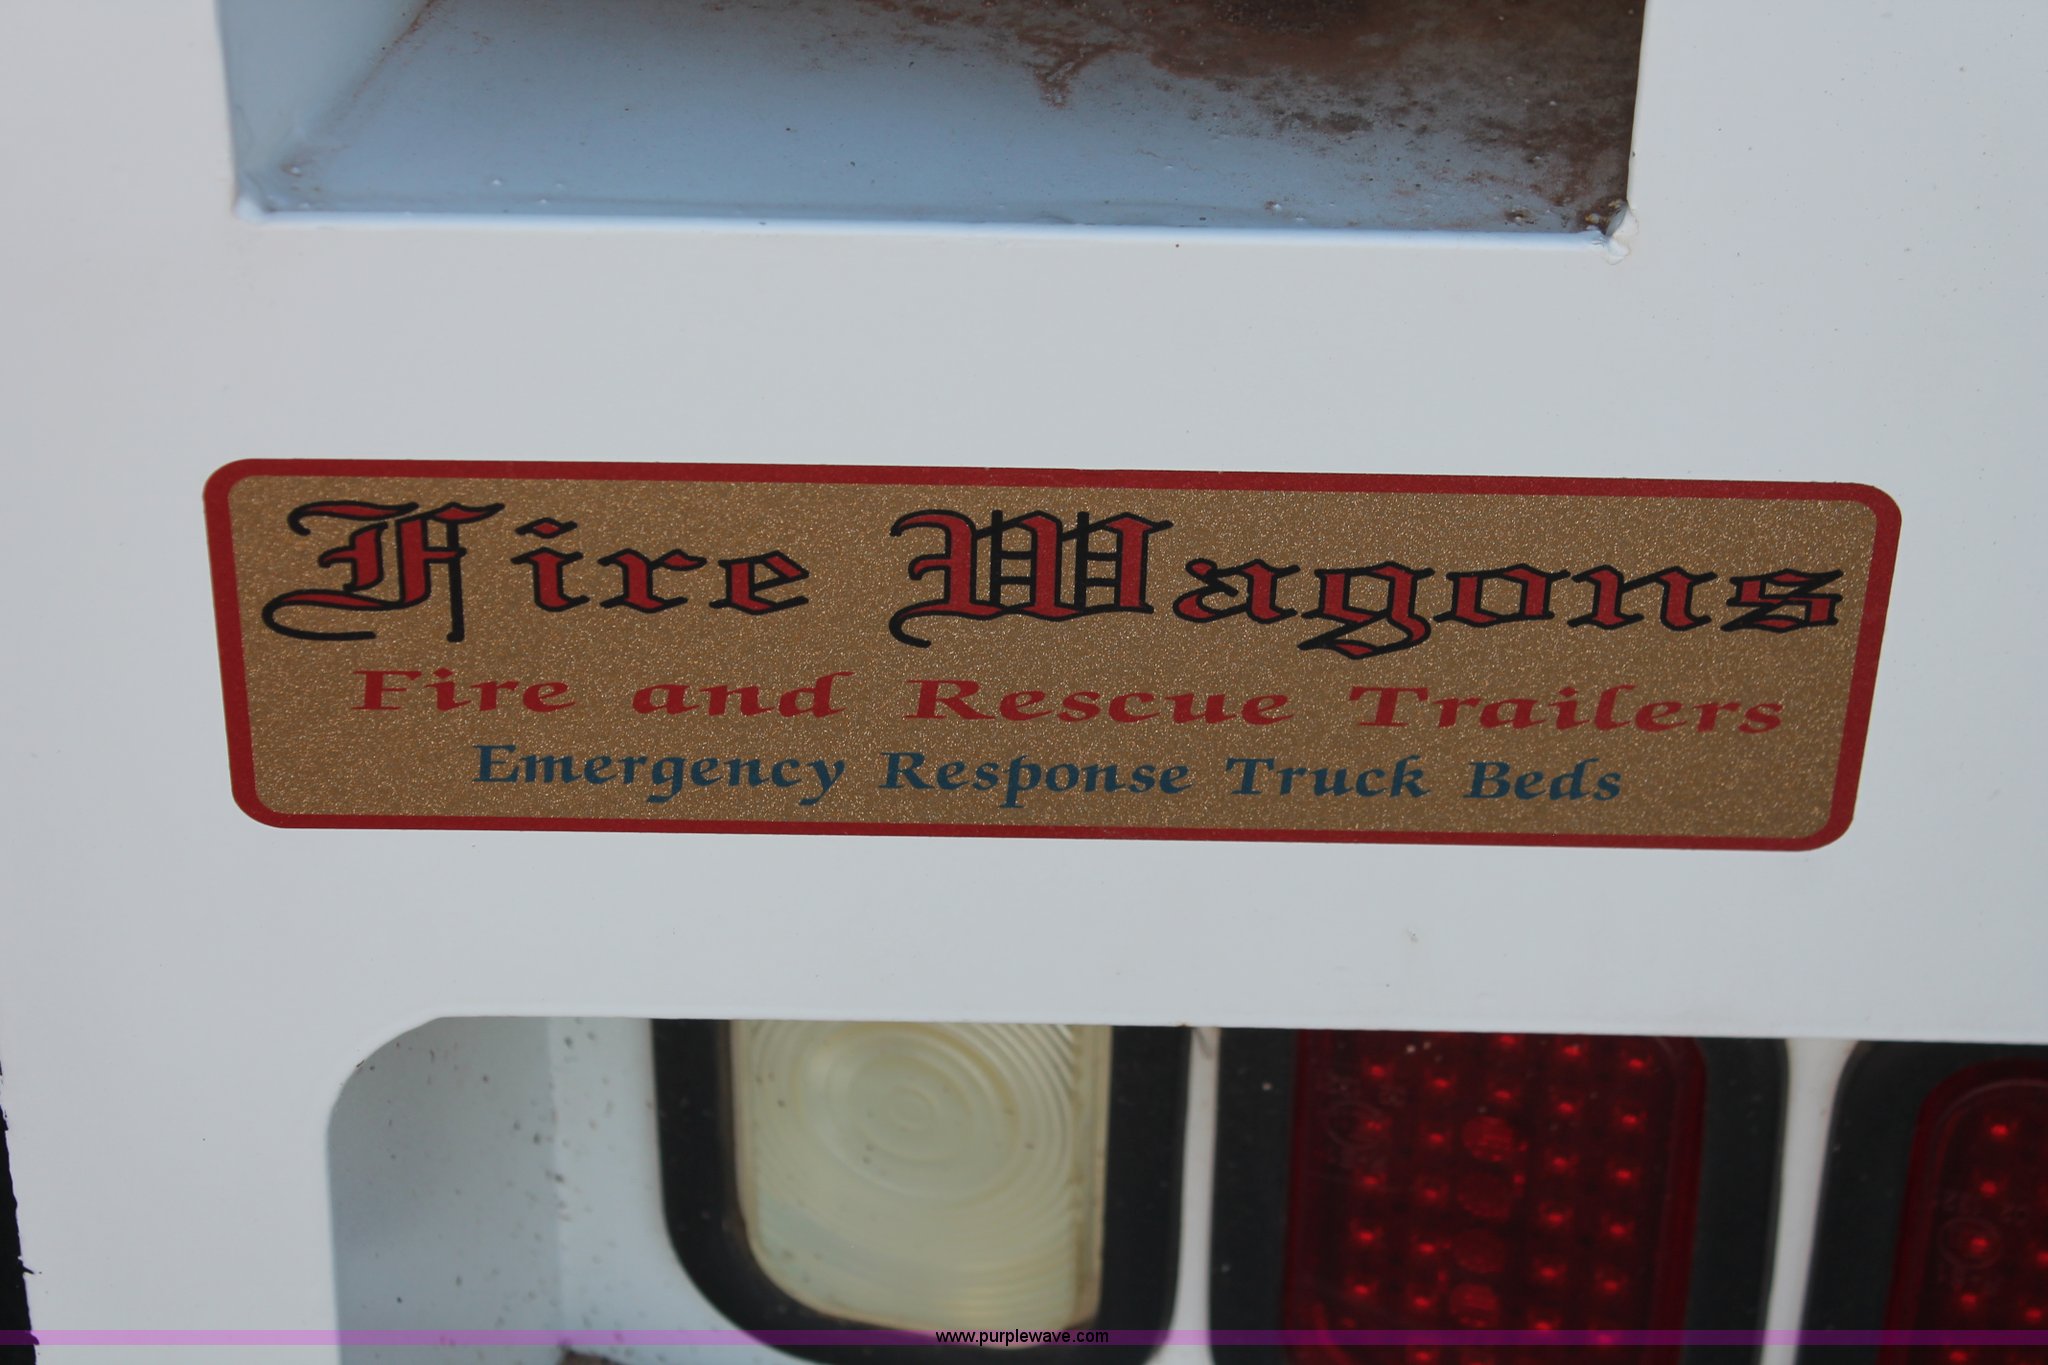 Fire Wagons
Fire and Rescue Trailers
Emergency Response Truck Beds
www.purplewave.com